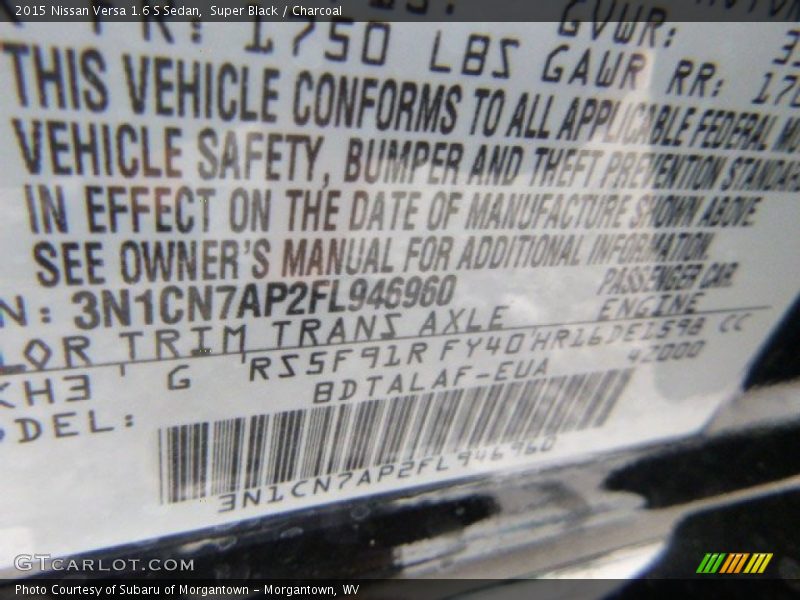 2015 Nissan Versa 1.6 S Sedan,  Super Black / Charcoal
FR: 1750 LBS GVWR:
GAWR RR:
THIS VEHICLE CONFORMS TO ALL APPLICABLE FEDERAL
VEHICLE SAFETY, BUMPER AND THEFT PREVENTION STANDARDS
IN EFFECT ON THE DATE OF MANUFACTURE SHOWN ABOVE
SEE OWNER'S MANUAL FOR ADDITIONAL INFORMATION.
N: 3N1CN7AP2FL946960 PASSENGER CAR
LOR TRIM TRANS AXLE ENGINE
KH3 G RS5F91R FY40 HR16DE1598 CC
DEL: BDTALAF-EUA 42000
3N1CN7AP2FL946960
GTCARLOT.COM
Photo Courtesy of Subaru of Morgantown - Morgantown, WV